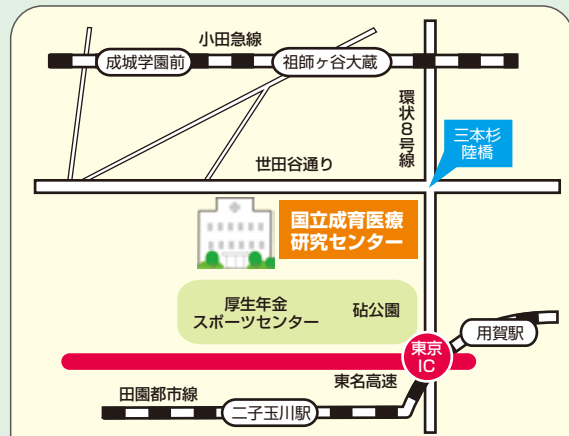 小田急線
成城学園前
祖師ヶ谷大蔵
環状8号線
三本杉
陸橋
世田谷通り
国立成育医療
研究センター
厚生年金
スポーツセンター
砧公園
用賀駅
東京
IC
東名高速
田園都市線
二子玉川駅